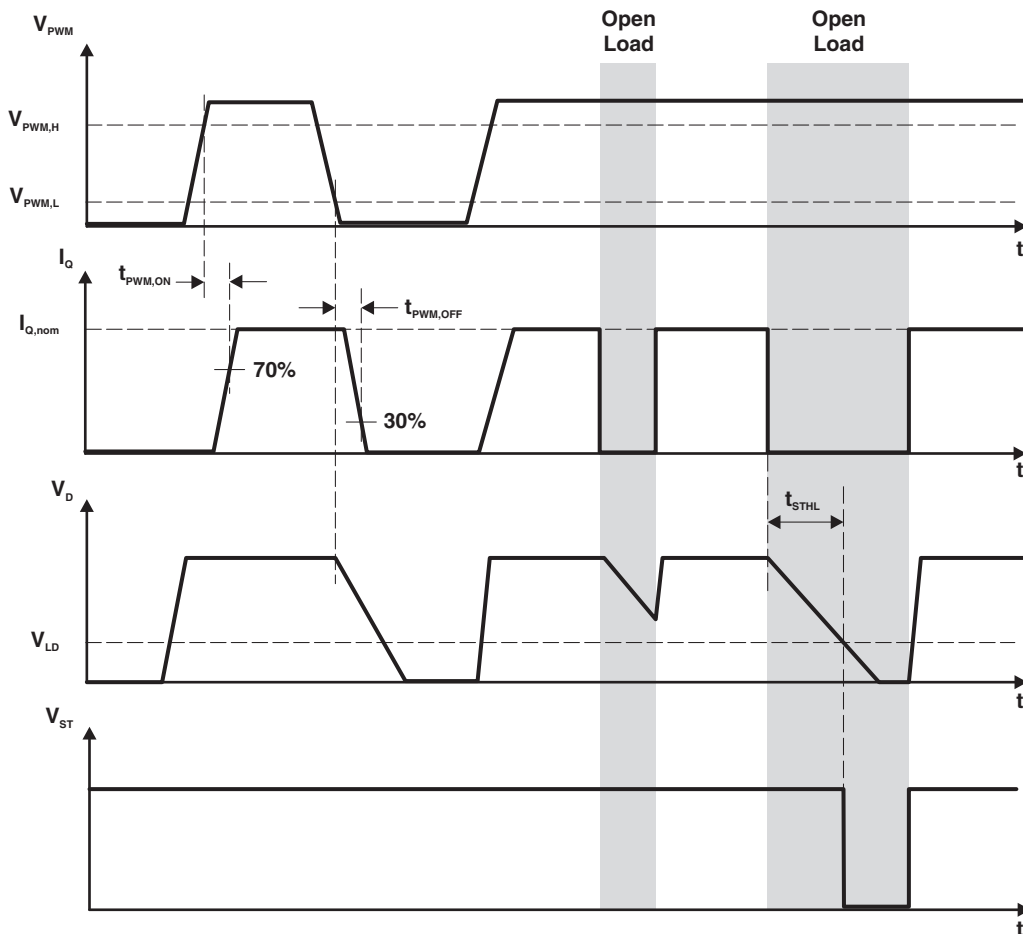 Open
Load
Open
Load
V_PWM
V_PWM,H
V_PWM,L
t
I_Q
t_PWM,ON
t_PWM,OFF
I_Q,nom
70%
30%
t
V_D
t_STHL
V_LD
t
V_ST
t